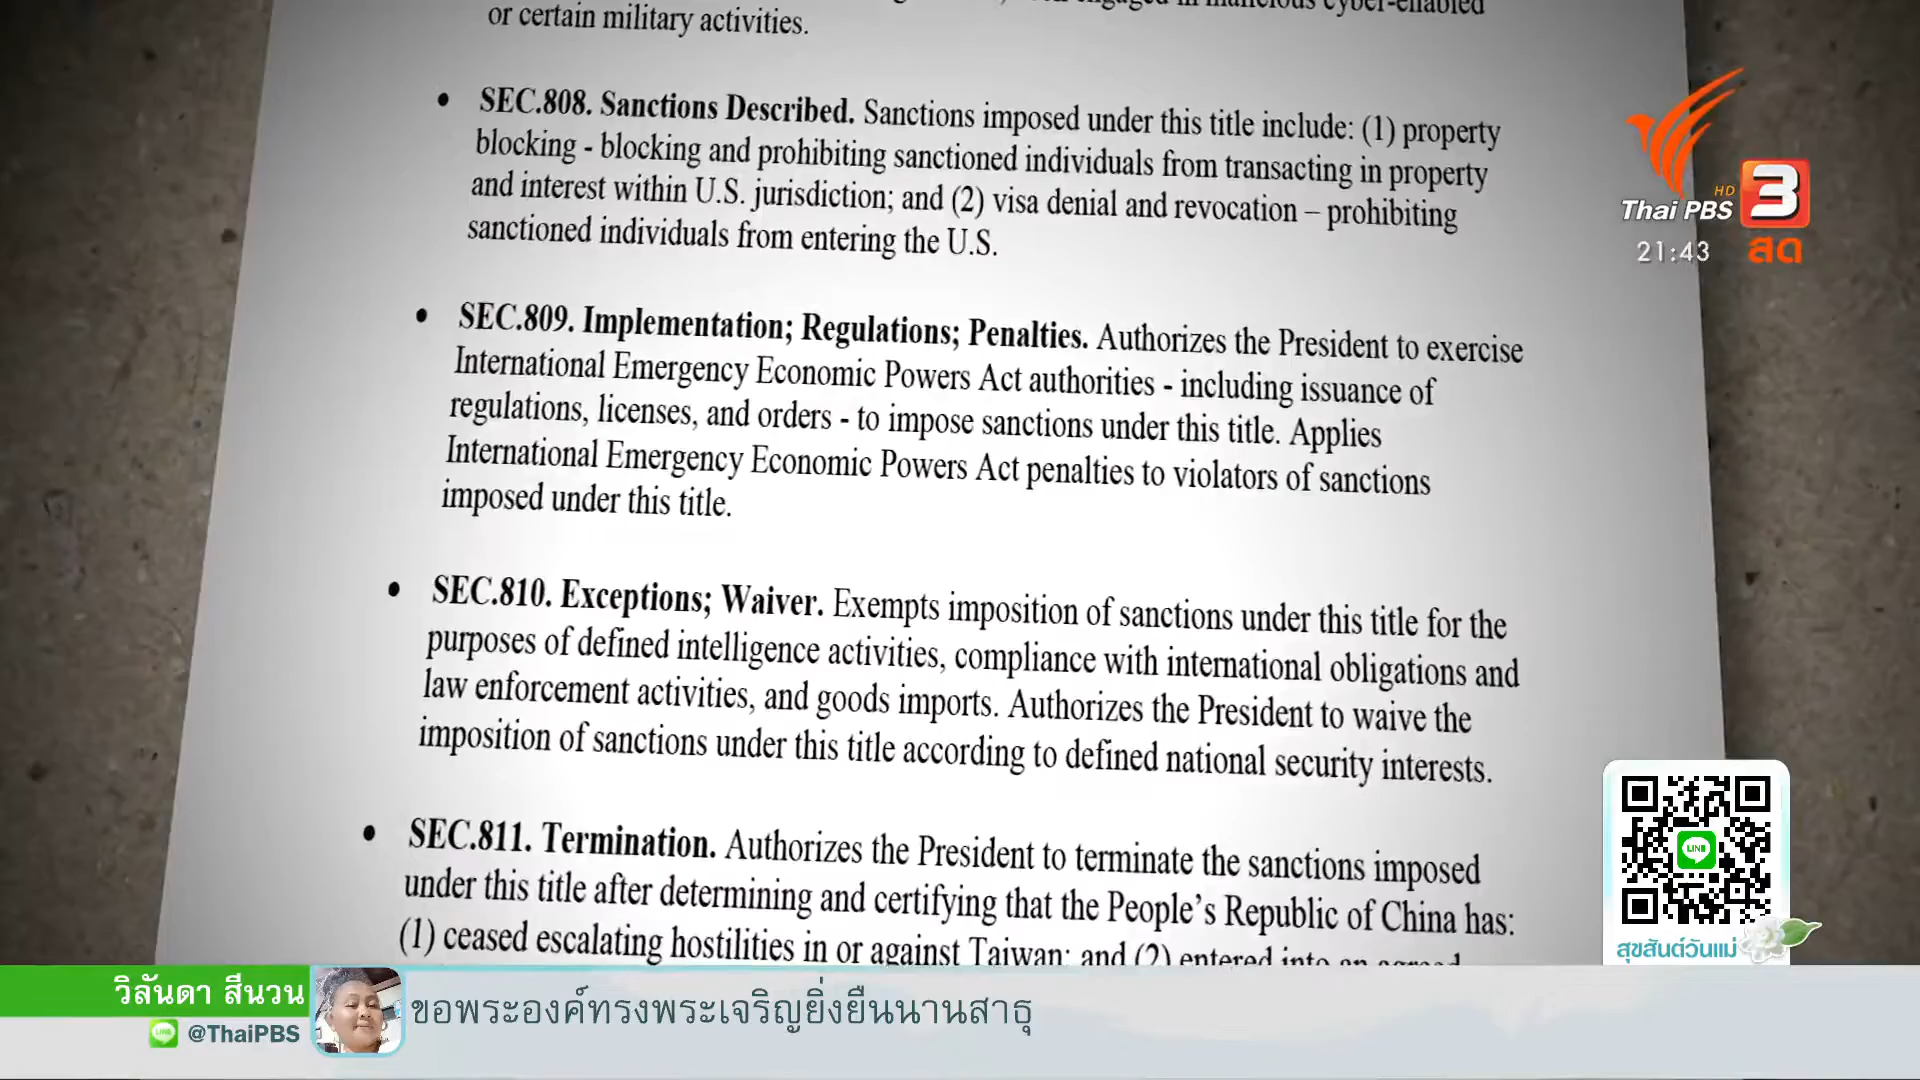 or certain military activities.
• SEC.808. Sanctions Described. Sanctions imposed under this title include: (1) property
blocking - blocking and prohibiting sanctioned individuals from transacting in property
and interest within U.S. jurisdiction; and (2) visa denial and revocation – prohibiting
sanctioned individuals from entering the U.S.
• SEC.809. Implementation; Regulations; Penalties. Authorizes the President to exercise
International Emergency Economic Powers Act authorities - including issuance of
regulations, licenses, and orders - to impose sanctions under this title. Applies
International Emergency Economic Powers Act penalties to violators of sanctions
imposed under this title.
• SEC.810. Exceptions; Waiver. Exempts imposition of sanctions under this title for the
purposes of defined intelligence activities, compliance with international obligations and
law enforcement activities, and goods imports. Authorizes the President to waive the
imposition of sanctions under this title according to defined national security interests.
• SEC.811. Termination. Authorizes the President to terminate the sanctions imposed
under this title after determining and certifying that the People’s Republic of China has:
(1) ceased escalating hostilities in or against Taiwan; and (2) entered into an agreed
HD
Thai PBS 3
21:43 สด
LINE
สุขสันต์วันแม่
วิลันดา สีนวน
LINE @ThaiPBS
ขอพระองค์ทรงพระเจริญยิ่งยืนนานสาธุ